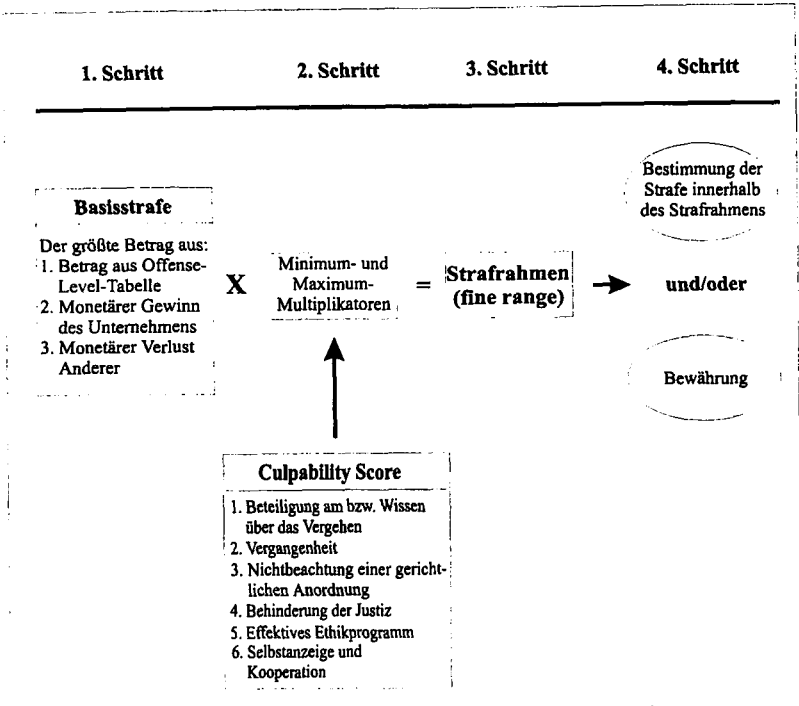 1. Schritt
2. Schritt
3. Schritt
4. Schritt
Basisstrafe
Der größte Betrag aus:
1. Betrag aus Offense-
Level-Tabelle
2. Monetärer Gewinn
des Unternehmens
3. Monetärer Verlust
Anderer
X
Minimum- und
Maximum-
Multiplikatoren
=
Strafrahmen
(fine range)
Bestimmung der
Strafe innerhalb
des Strafrahmens
und/oder
Bewährung
Culpability Score
1. Beteiligung am bzw. Wissen
über das Vergehen
2. Vergangenheit
3. Nichtbeachtung einer gericht-
lichen Anordnung
4. Behinderung der Justiz
5. Effektives Ethikprogramm
6. Selbstanzeige und
Kooperation